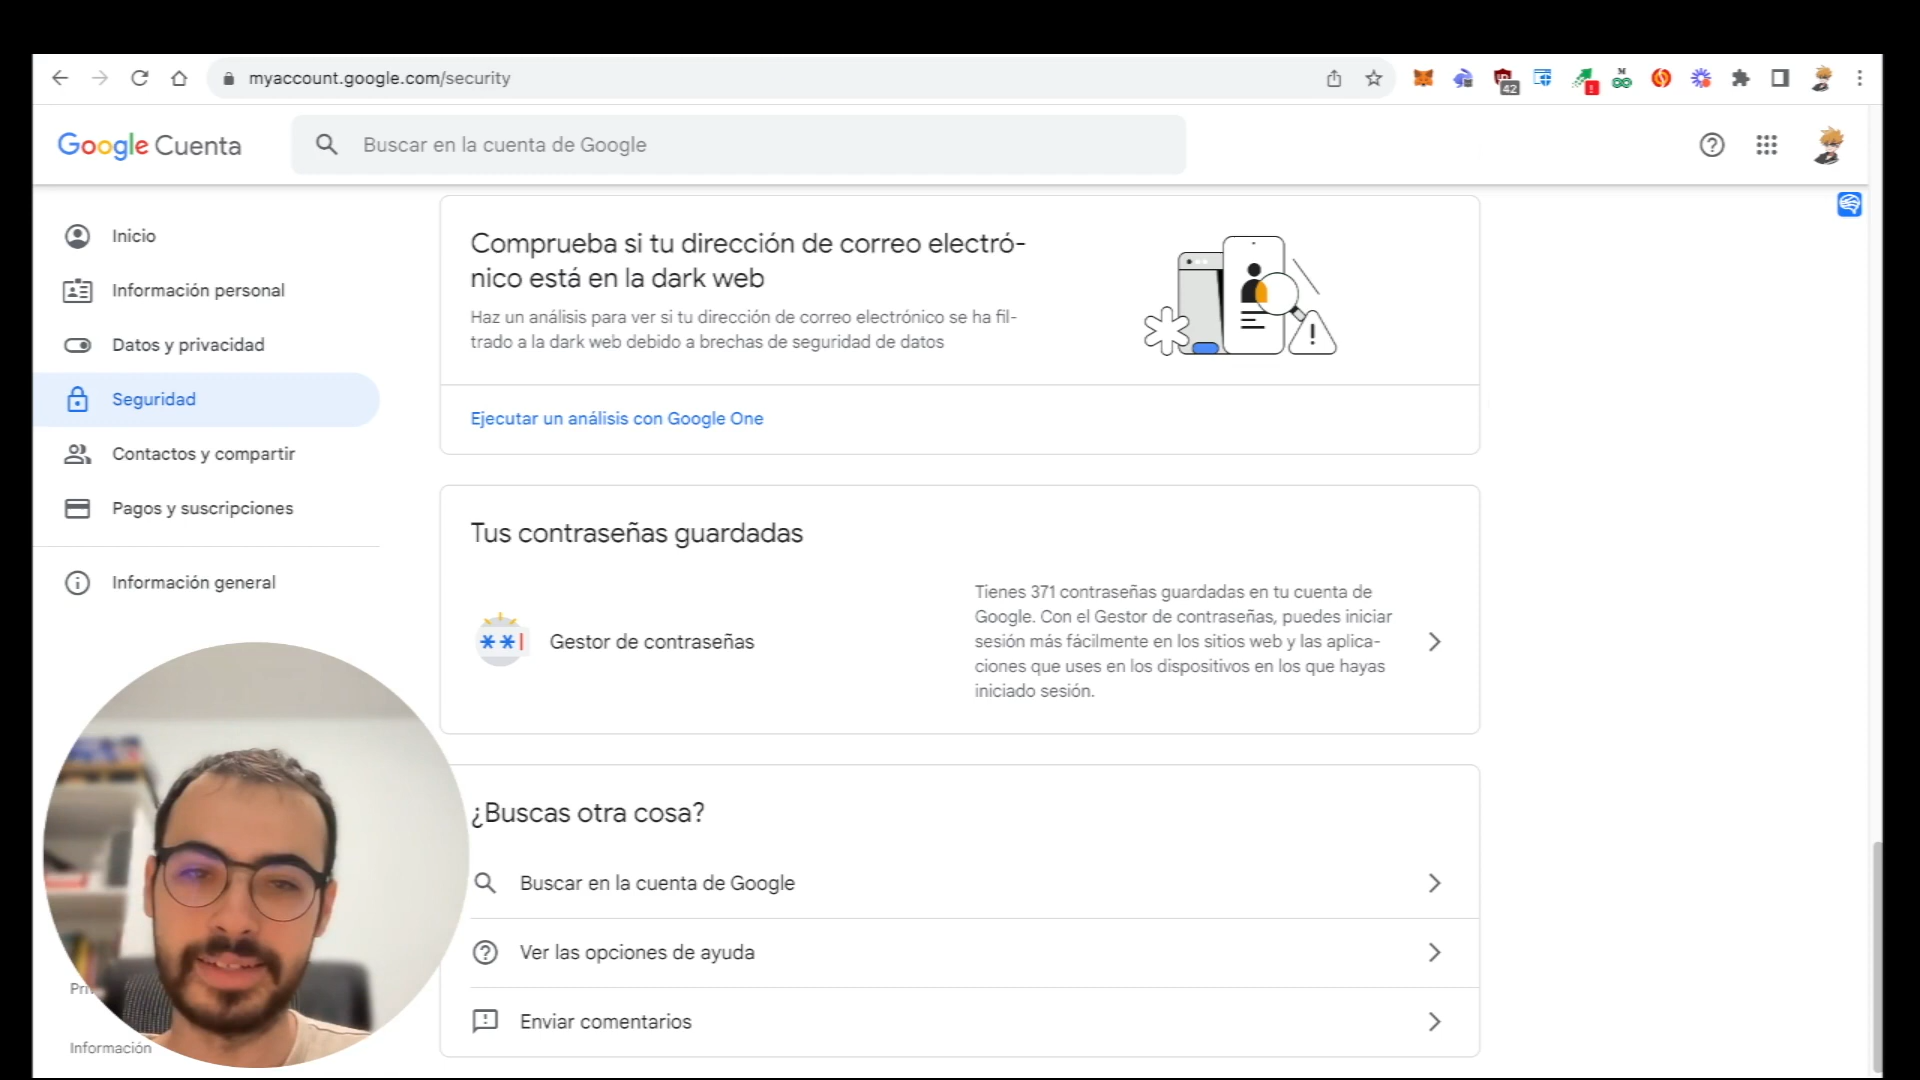 myaccount.google.com/security
42
Google Cuenta
Buscar en la cuenta de Google
Inicio
Información personal
Datos y privacidad
Seguridad
Contactos y compartir
Pagos y suscripciones
Información general
Información
Comprueba si tu dirección de correo electró-
nico está en la dark web
Haz un análisis para ver si tu dirección de correo electrónico se ha fil-
trado a la dark web debido a brechas de seguridad de datos
Ejecutar un análisis con Google One
Tus contraseñas guardadas
Gestor de contraseñas
Tienes 371 contraseñas guardadas en tu cuenta de
Google. Con el Gestor de contraseñas, puedes iniciar
sesión más fácilmente en los sitios web y las aplica-
ciones que uses en los dispositivos en los que hayas
iniciado sesión.
¿Buscas otra cosa?
Buscar en la cuenta de Google
Ver las opciones de ayuda
Enviar comentarios